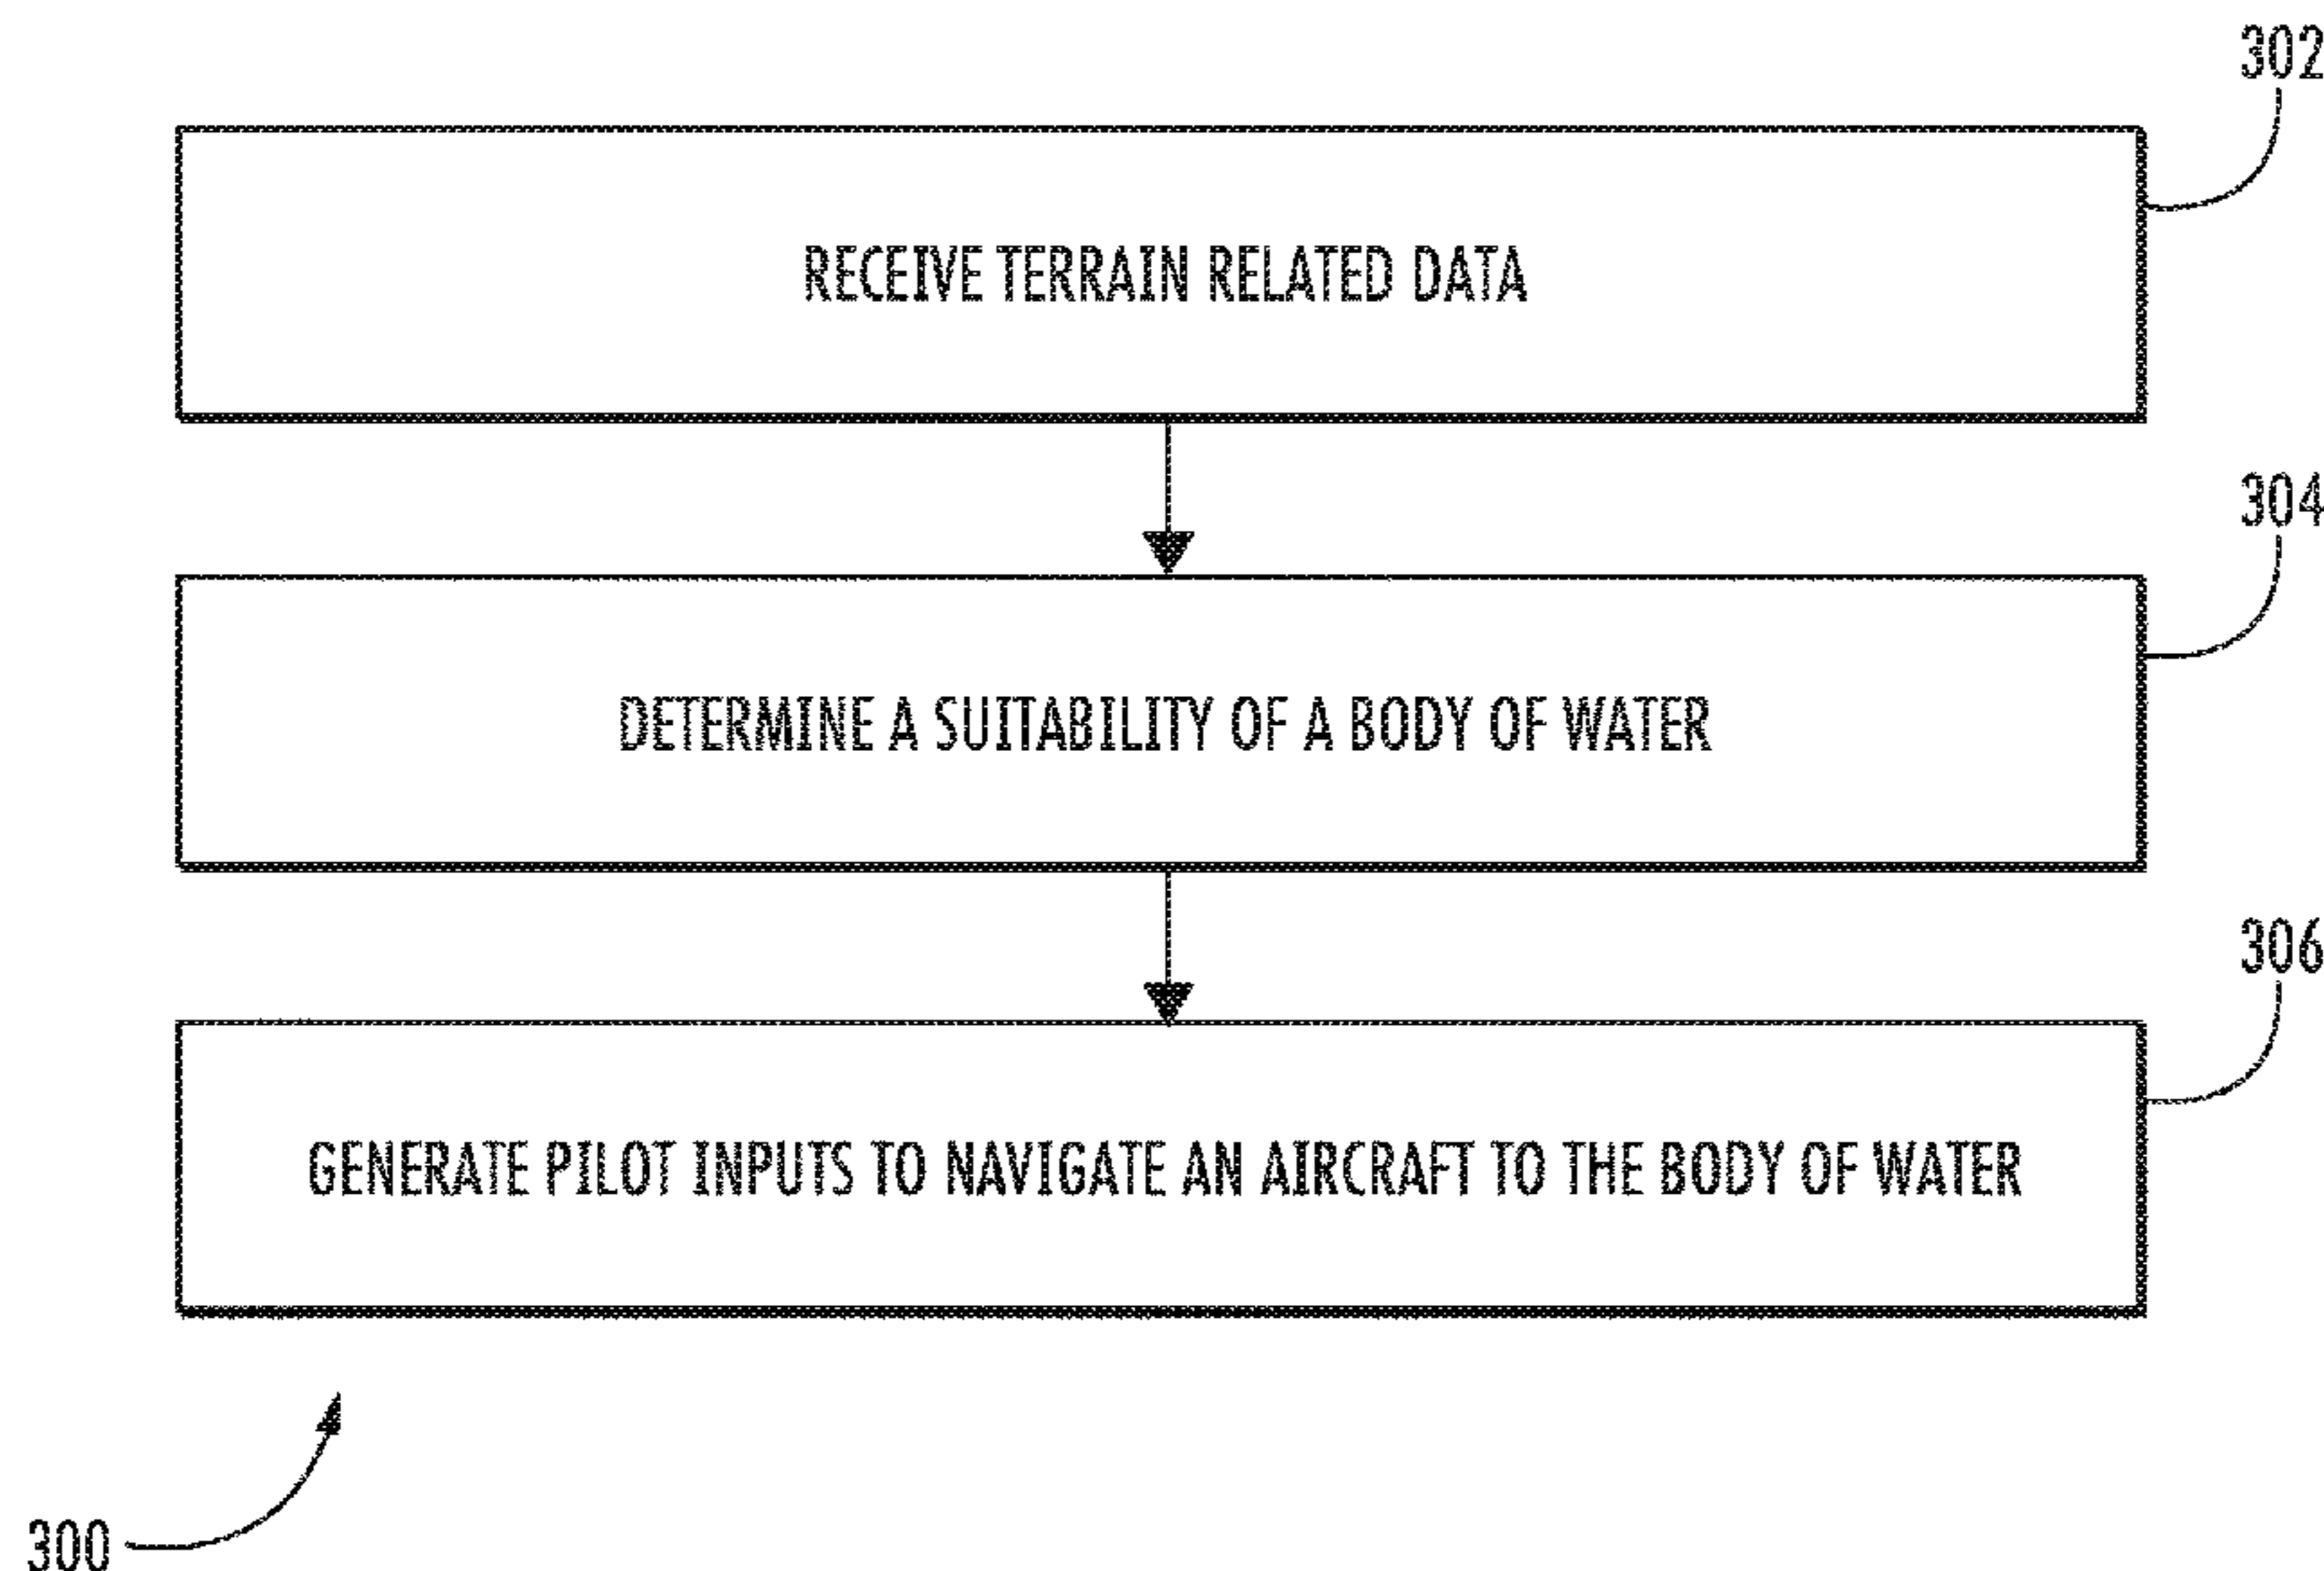 302
RECEIVE TERRAIN RELATED DATA
304
DETERMINE A SUITABILITY OF A BODY OF WATER
306
GENERATE PILOT INPUTS TO NAVIGATE AN AIRCRAFT TO THE BODY OF WATER
300